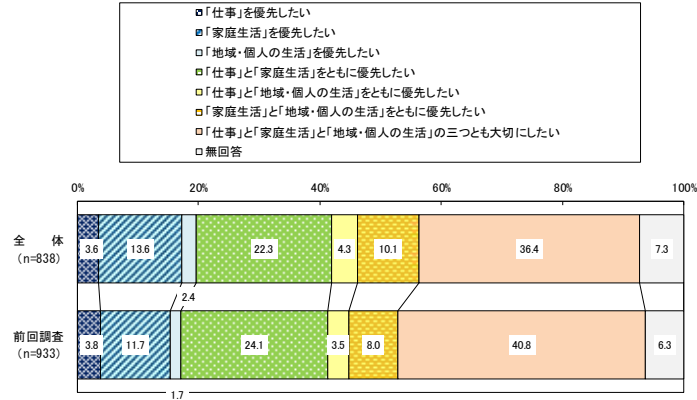 「仕事」を優先したい
「家庭生活」を優先したい
「地域・個人の生活」を優先したい
「仕事」と「家庭生活」をともに優先したい
「仕事」と「地域・個人の生活」をともに優先したい
「家庭生活」と「地域・個人の生活」をともに優先したい
「仕事」と「家庭生活」と「地域・個人の生活」の三つとも大切にしたい
無回答
0% 20% 40% 60% 80% 100%
全 体
(n=838)
3.6 13.6 2.4 22.3 4.3 10.1 36.4 7.3
前回調査
(n=933)
3.8 11.7 1.7 24.1 3.5 8.0 40.8 6.3